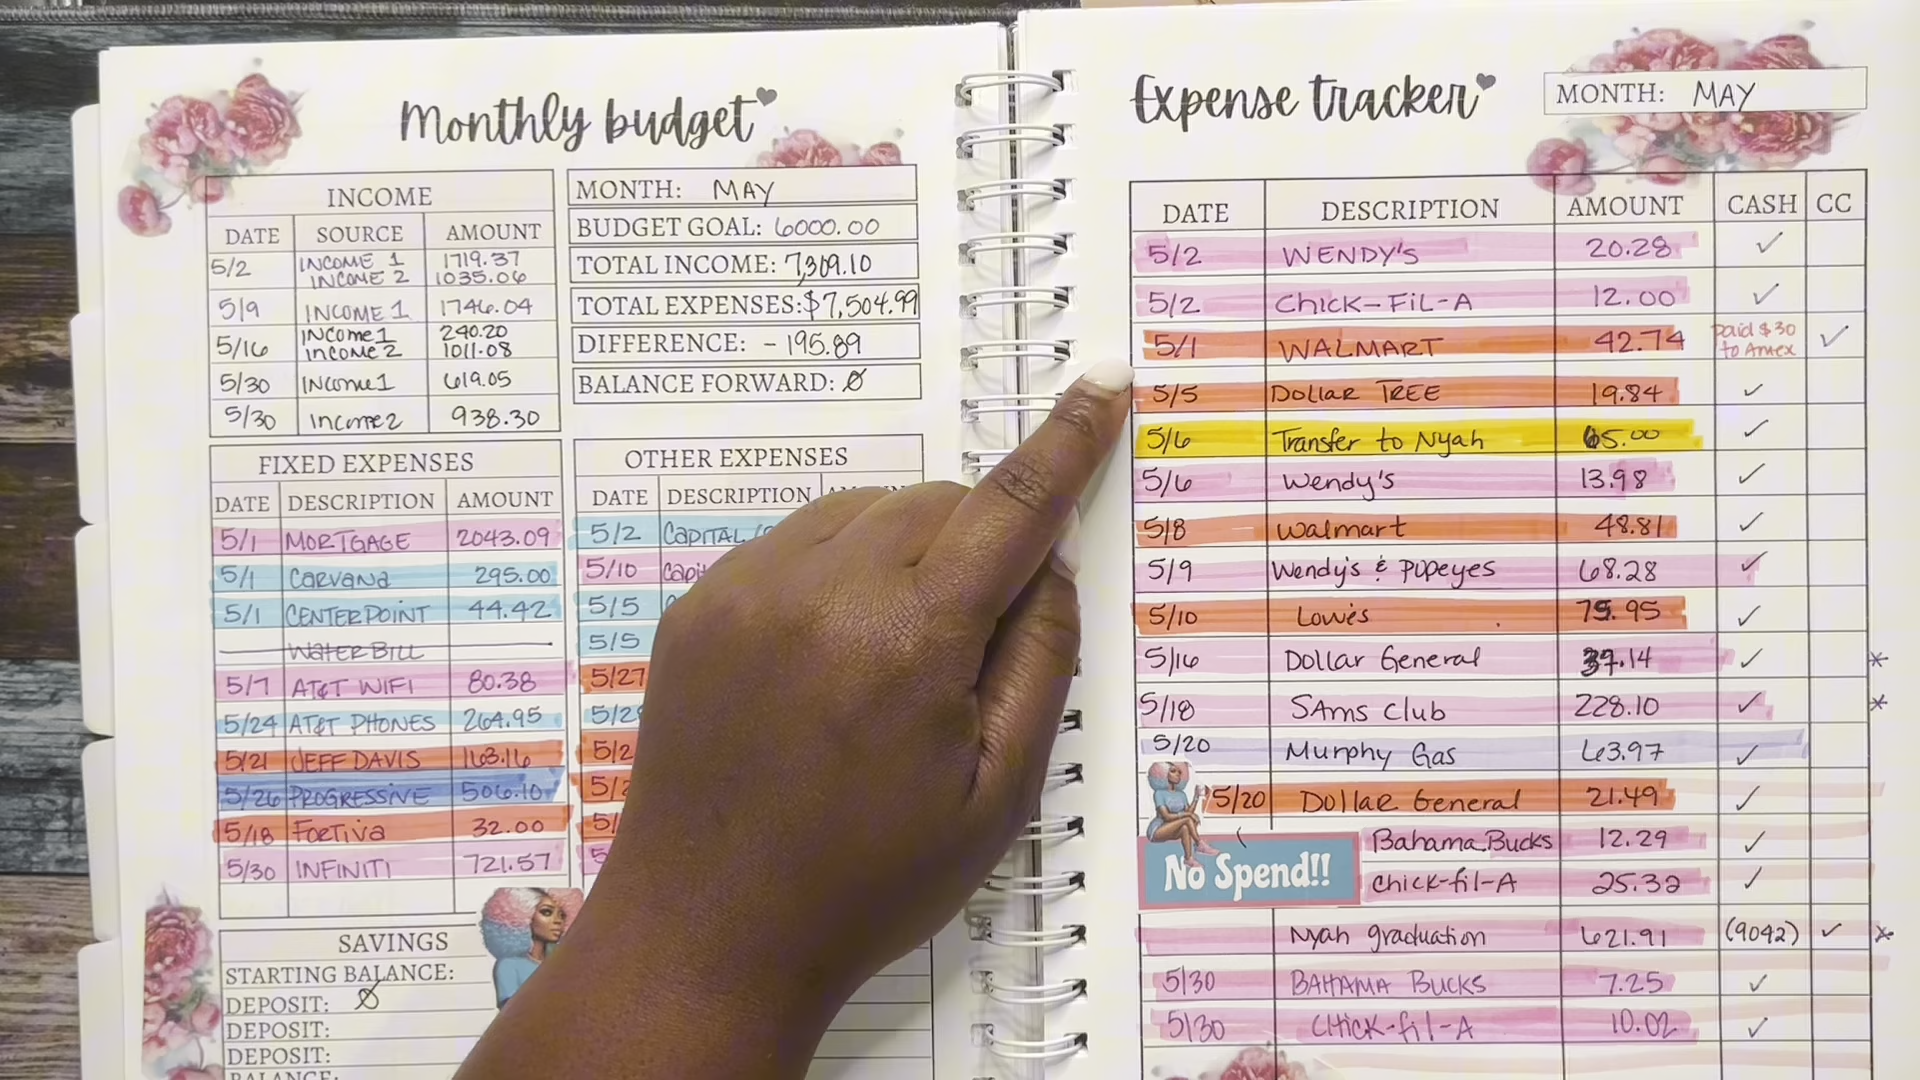 Monthly budget
INCOME
DATE SOURCE AMOUNT
5/2 INCOME 1 1719.37
INCOME 2 1035.06
5/9 INCOME 1 1746.04
5/16 INCOME 1 240.20
INCOME 2 1011.08
5/30 INCOME 1 619.05
5/30 INCOME 2 938.30
MONTH: MAY
BUDGET GOAL: 6000.00
TOTAL INCOME: 7,309.10
TOTAL EXPENSES: $7,504.99
DIFFERENCE: - 195.89
BALANCE FORWARD: Ø
FIXED EXPENSES
DATE DESCRIPTION AMOUNT
5/1 MORTGAGE 2043.09
5/1 CARVANA 295.00
5/1 CENTERPOINT 44.42
WATER BILL
5/7 AT&T WIFI 80.38
5/24 AT&T PHONES 264.95
5/21 JEFF DAVIS 163.16
5/26 PROGRESSIVE 506.10
5/18 FORTIVA 32.00
5/30 INFINITI 721.57
OTHER EXPENSES
DATE DESCRIPTION
5/2 CAPITAL
5/10
5/5
5/5
5/27
SAVINGS
STARTING BALANCE:
DEPOSIT: Ø
DEPOSIT:
DEPOSIT:
BALANCE:
Expense tracker
MONTH: MAY
DATE DESCRIPTION AMOUNT CASH CC
5/2 WENDY'S 20.28 ✓
5/2 CHICK-FIL-A 12.00 ✓
5/1 WALMART 42.74 paid $30 to Amex ✓
5/5 Dollar TREE 19.84 ✓
5/6 Transfer to Nyah 65.00 ✓
5/6 Wendy's 13.98 ✓
5/8 Walmart 48.81 ✓
5/9 Wendy's & Popeyes 68.28 ✓
5/10 Lowe's 75.95 ✓
5/16 Dollar General 37.14 ✓ *
5/18 SAms Club 228.10 ✓ *
5/20 Murphy Gas 63.97 ✓
5/20 Dollar General 21.49 ✓
No Spend!!
Bahama Bucks 12.29 ✓
Chick-fil-A 25.32 ✓
Nyah graduation 621.91 (9042) ✓ *
5/30 BAHAMA BUCKS 7.25 ✓
5/30 CHICK-fil-A 10.02 ✓